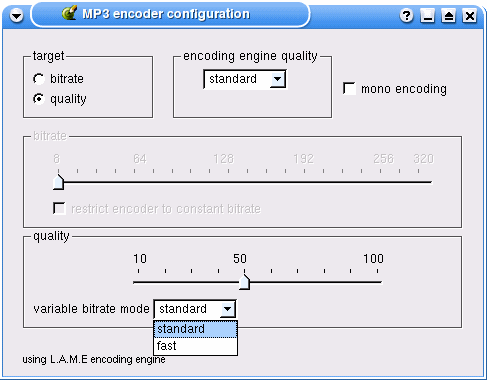 MP3 encoder configuration
target
bitrate
quality
encoding engine quality
standard
mono encoding
bitrate
8 64 128 192 256 320
restrict encoder to constant bitrate
quality
10 50 100
variable bitrate mode standard
standard
fast
using L.A.M.E encoding engine